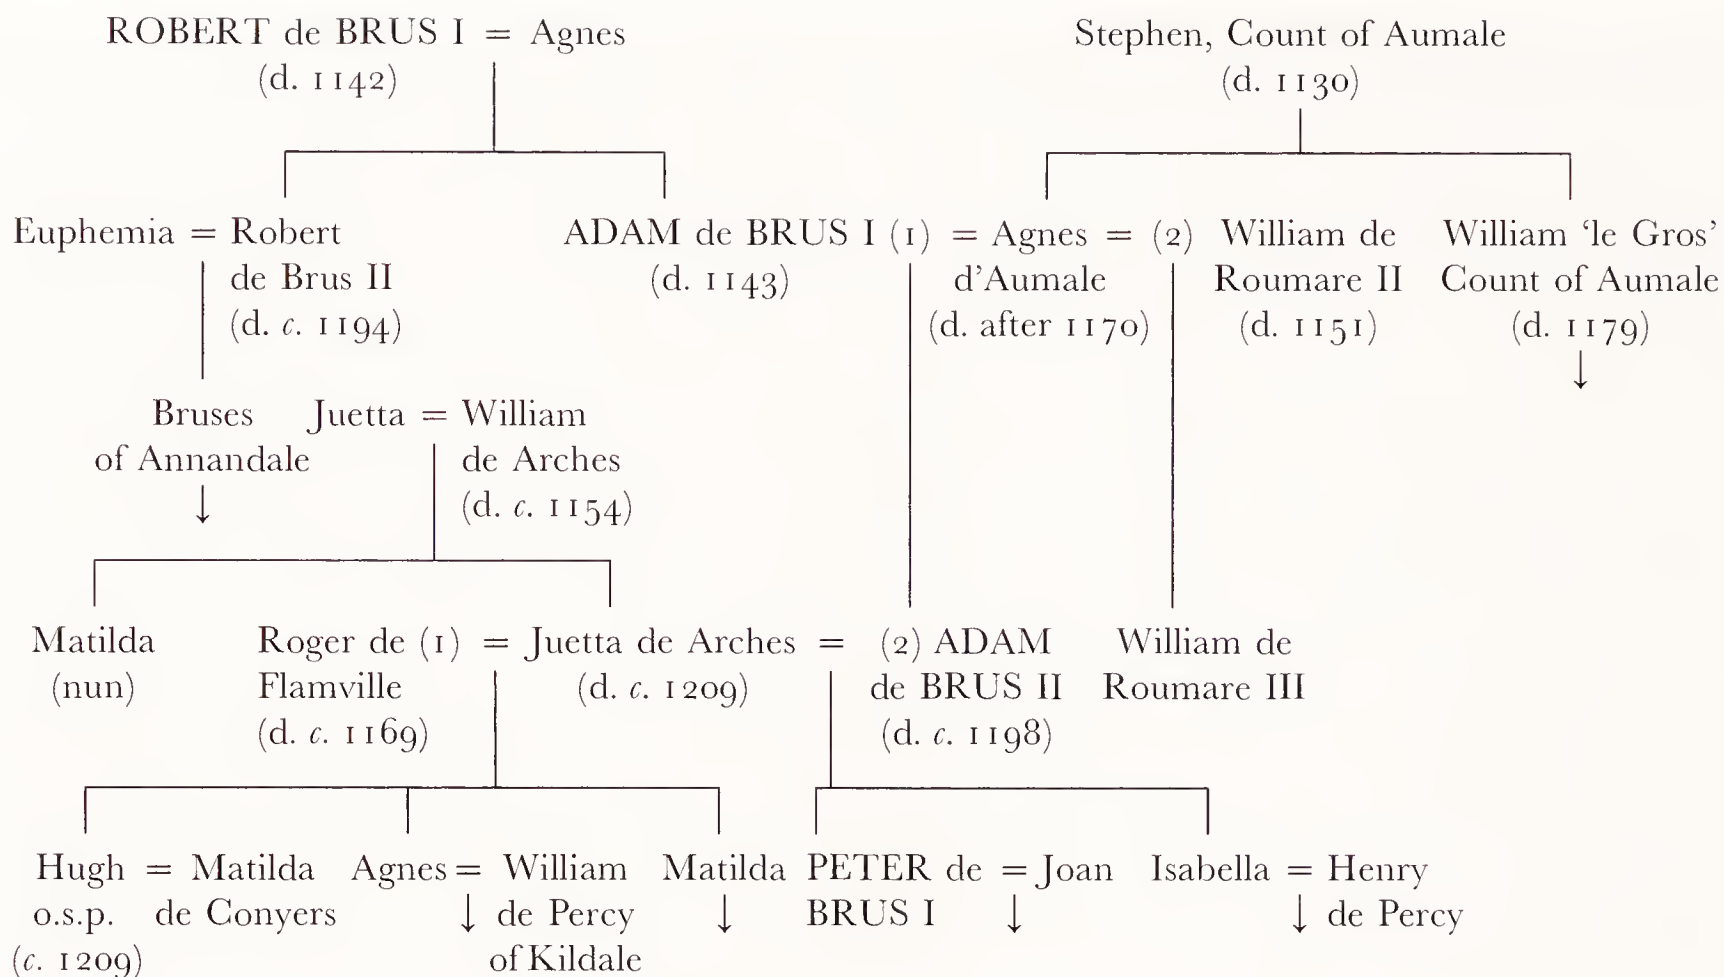 ROBERT de BRUS I = Agnes
(d. 1142)
Stephen, Count of Aumale
(d. 1130)
Euphemia = Robert
de Brus II
(d. c. 1194)
ADAM de BRUS I (1) = Agnes = (2) William de
(d. 1143)
d'Aumale
(d. after 1170)
Roumare II
(d. 1151)
William ‘le Gros’
Count of Aumale
(d. 1179)
↓
Bruses
of Annandale
↓
Juetta = William
de Arches
(d. c. 1154)
Matilda
(nun)
Roger de (1) = Juetta de Arches = (2) ADAM
Flamville
(d. c. 1169)
(d. c. 1209)
de BRUS II
(d. c. 1198)
William de
Roumare III
Hugh = Matilda
o.s.p. de Conyers
(c. 1209)
Agnes = William
↓ de Percy
of Kildale
Matilda
↓
PETER de = Joan
BRUS I ↓
Isabella = Henry
↓ de Percy